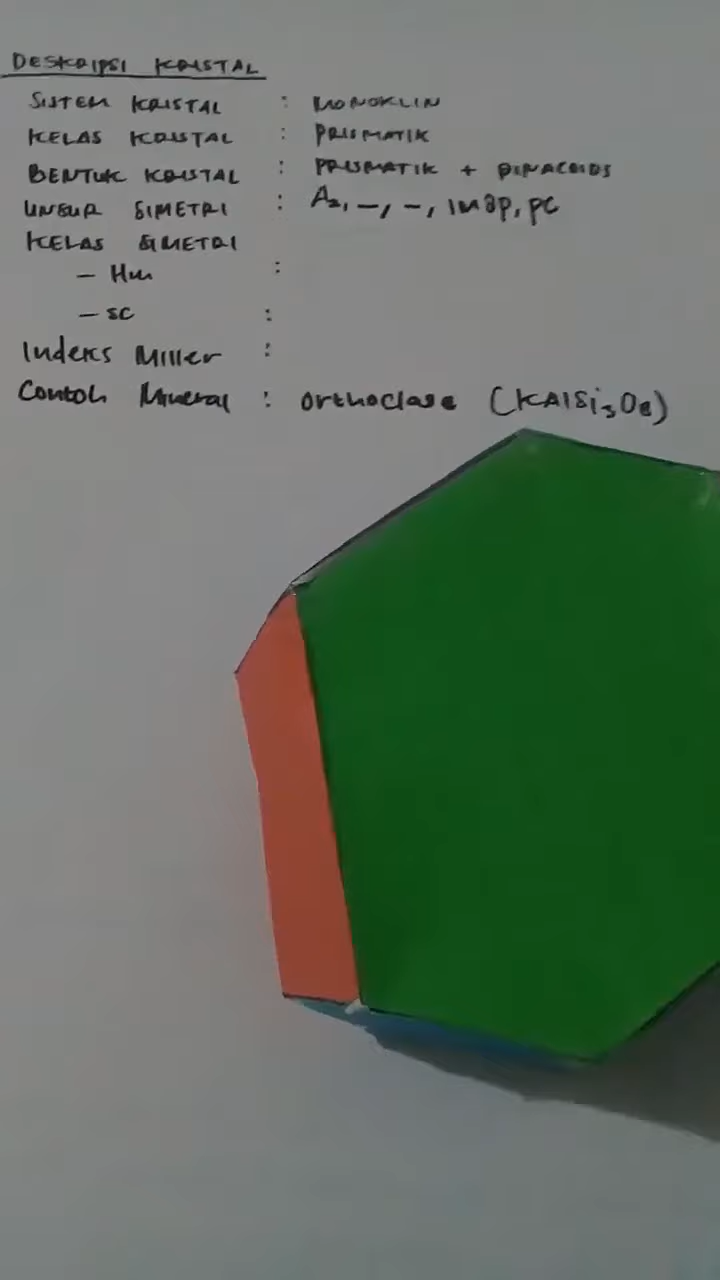 DESKRIPSI KRISTAL
SISTEM KRISTAL : MONOKLIN
KELAS KRISTAL : PRISMATIK
BENTUK KRISTAL : PRISMATIK + PINACOIDS
UNSUR SIMETRI : A₂, –, –, 1m∂p, pc
KELAS SIMETRI
– Hm :
– SC :
Indeks Miller :
Contoh Mineral : Orthoclase (KAlSi₃O₈)